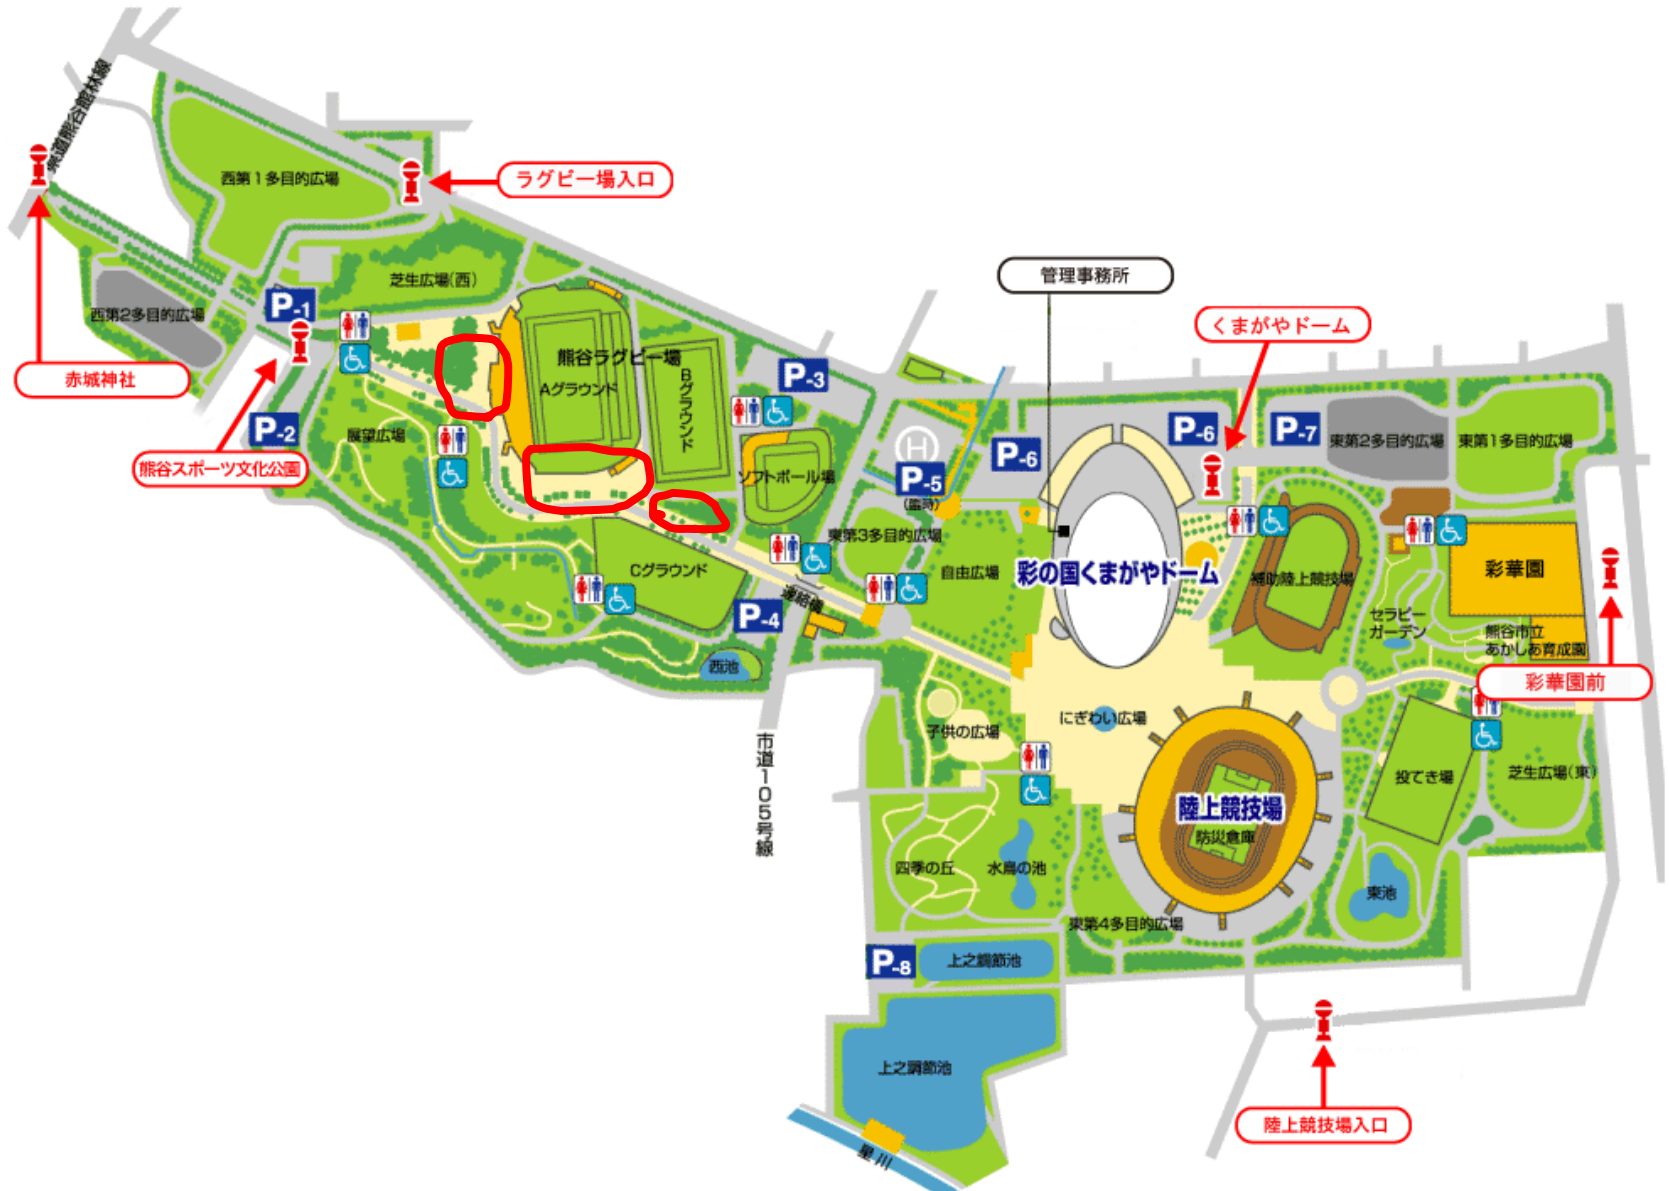 県道熊谷館林線
西第1多目的広場
ラグビー場入口
芝生広場(西)
管理事務所
西第2多目的広場
P-1
くまがやドーム
赤城神社
熊谷ラグビー場
Aグラウンド
Bグラウンド
P-3
P-2
展望広場
熊谷スポーツ文化公園
ソフトボール場
H
P-5
(臨時)
P-6
P-6
P-7
東第2多目的広場
東第1多目的広場
東第3多目的広場
自由広場
彩の国くまがやドーム
補助陸上競技場
彩華園
Cグラウンド
連絡橋
P-4
セラピー
ガーデン
熊谷市立
あかしあ育成園
西池
彩華園前
子供の広場
にぎわい広場
市道105号線
投てき場
芝生広場(東)
陸上競技場
防災倉庫
四季の丘
水鳥の池
東池
東第4多目的広場
P-8
上之調節池
上之調節池
星川
陸上競技場入口